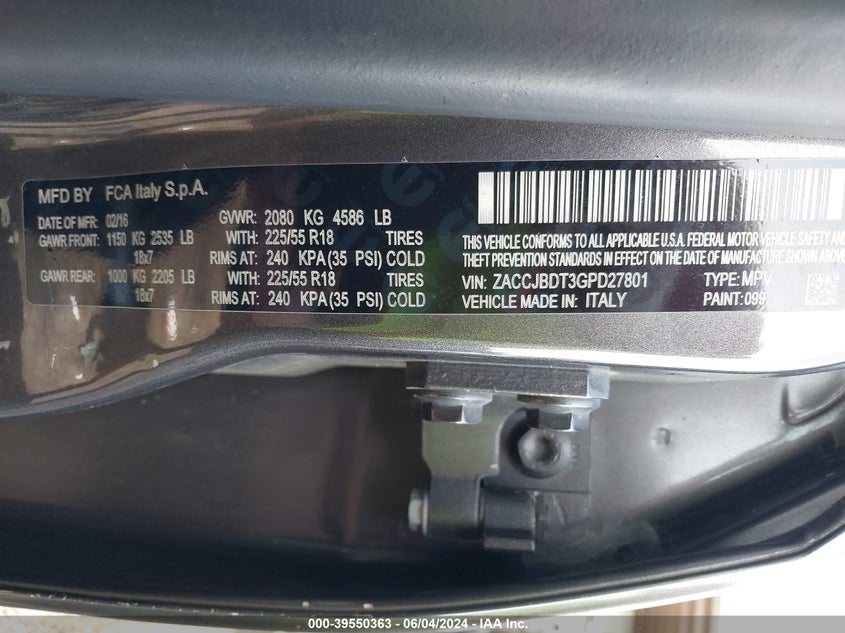 MFD BY FCA Italy S.p.A.
DATE OF MFR: 02/16 GVWR: 2080 KG 4586 LB
GAWR FRONT: 1150 KG 2535 LB WITH: 225/55 R18 TIRES
18x7 RIMS AT: 240 KPA (35 PSI) COLD
GAWR REAR: 1000 KG 2205 LB WITH: 225/55 R18 TIRES
18x7 RIMS AT: 240 KPA (35 PSI) COLD
THIS VEHICLE CONFORMS TO ALL APPLICABLE U.S.A. FEDERAL MOTOR VEHICLE SAFETY AND
THEFT PREVENTION STANDARDS IN EFFECT ON THE DATE OF MANUFACTURE SHOWN ABOVE
VIN: ZACCJBDT3GPD27801 TYPE: MPV
VEHICLE MADE IN: ITALY PAINT: 099
000-39550363 - 06/04/2024 - IAA Inc.